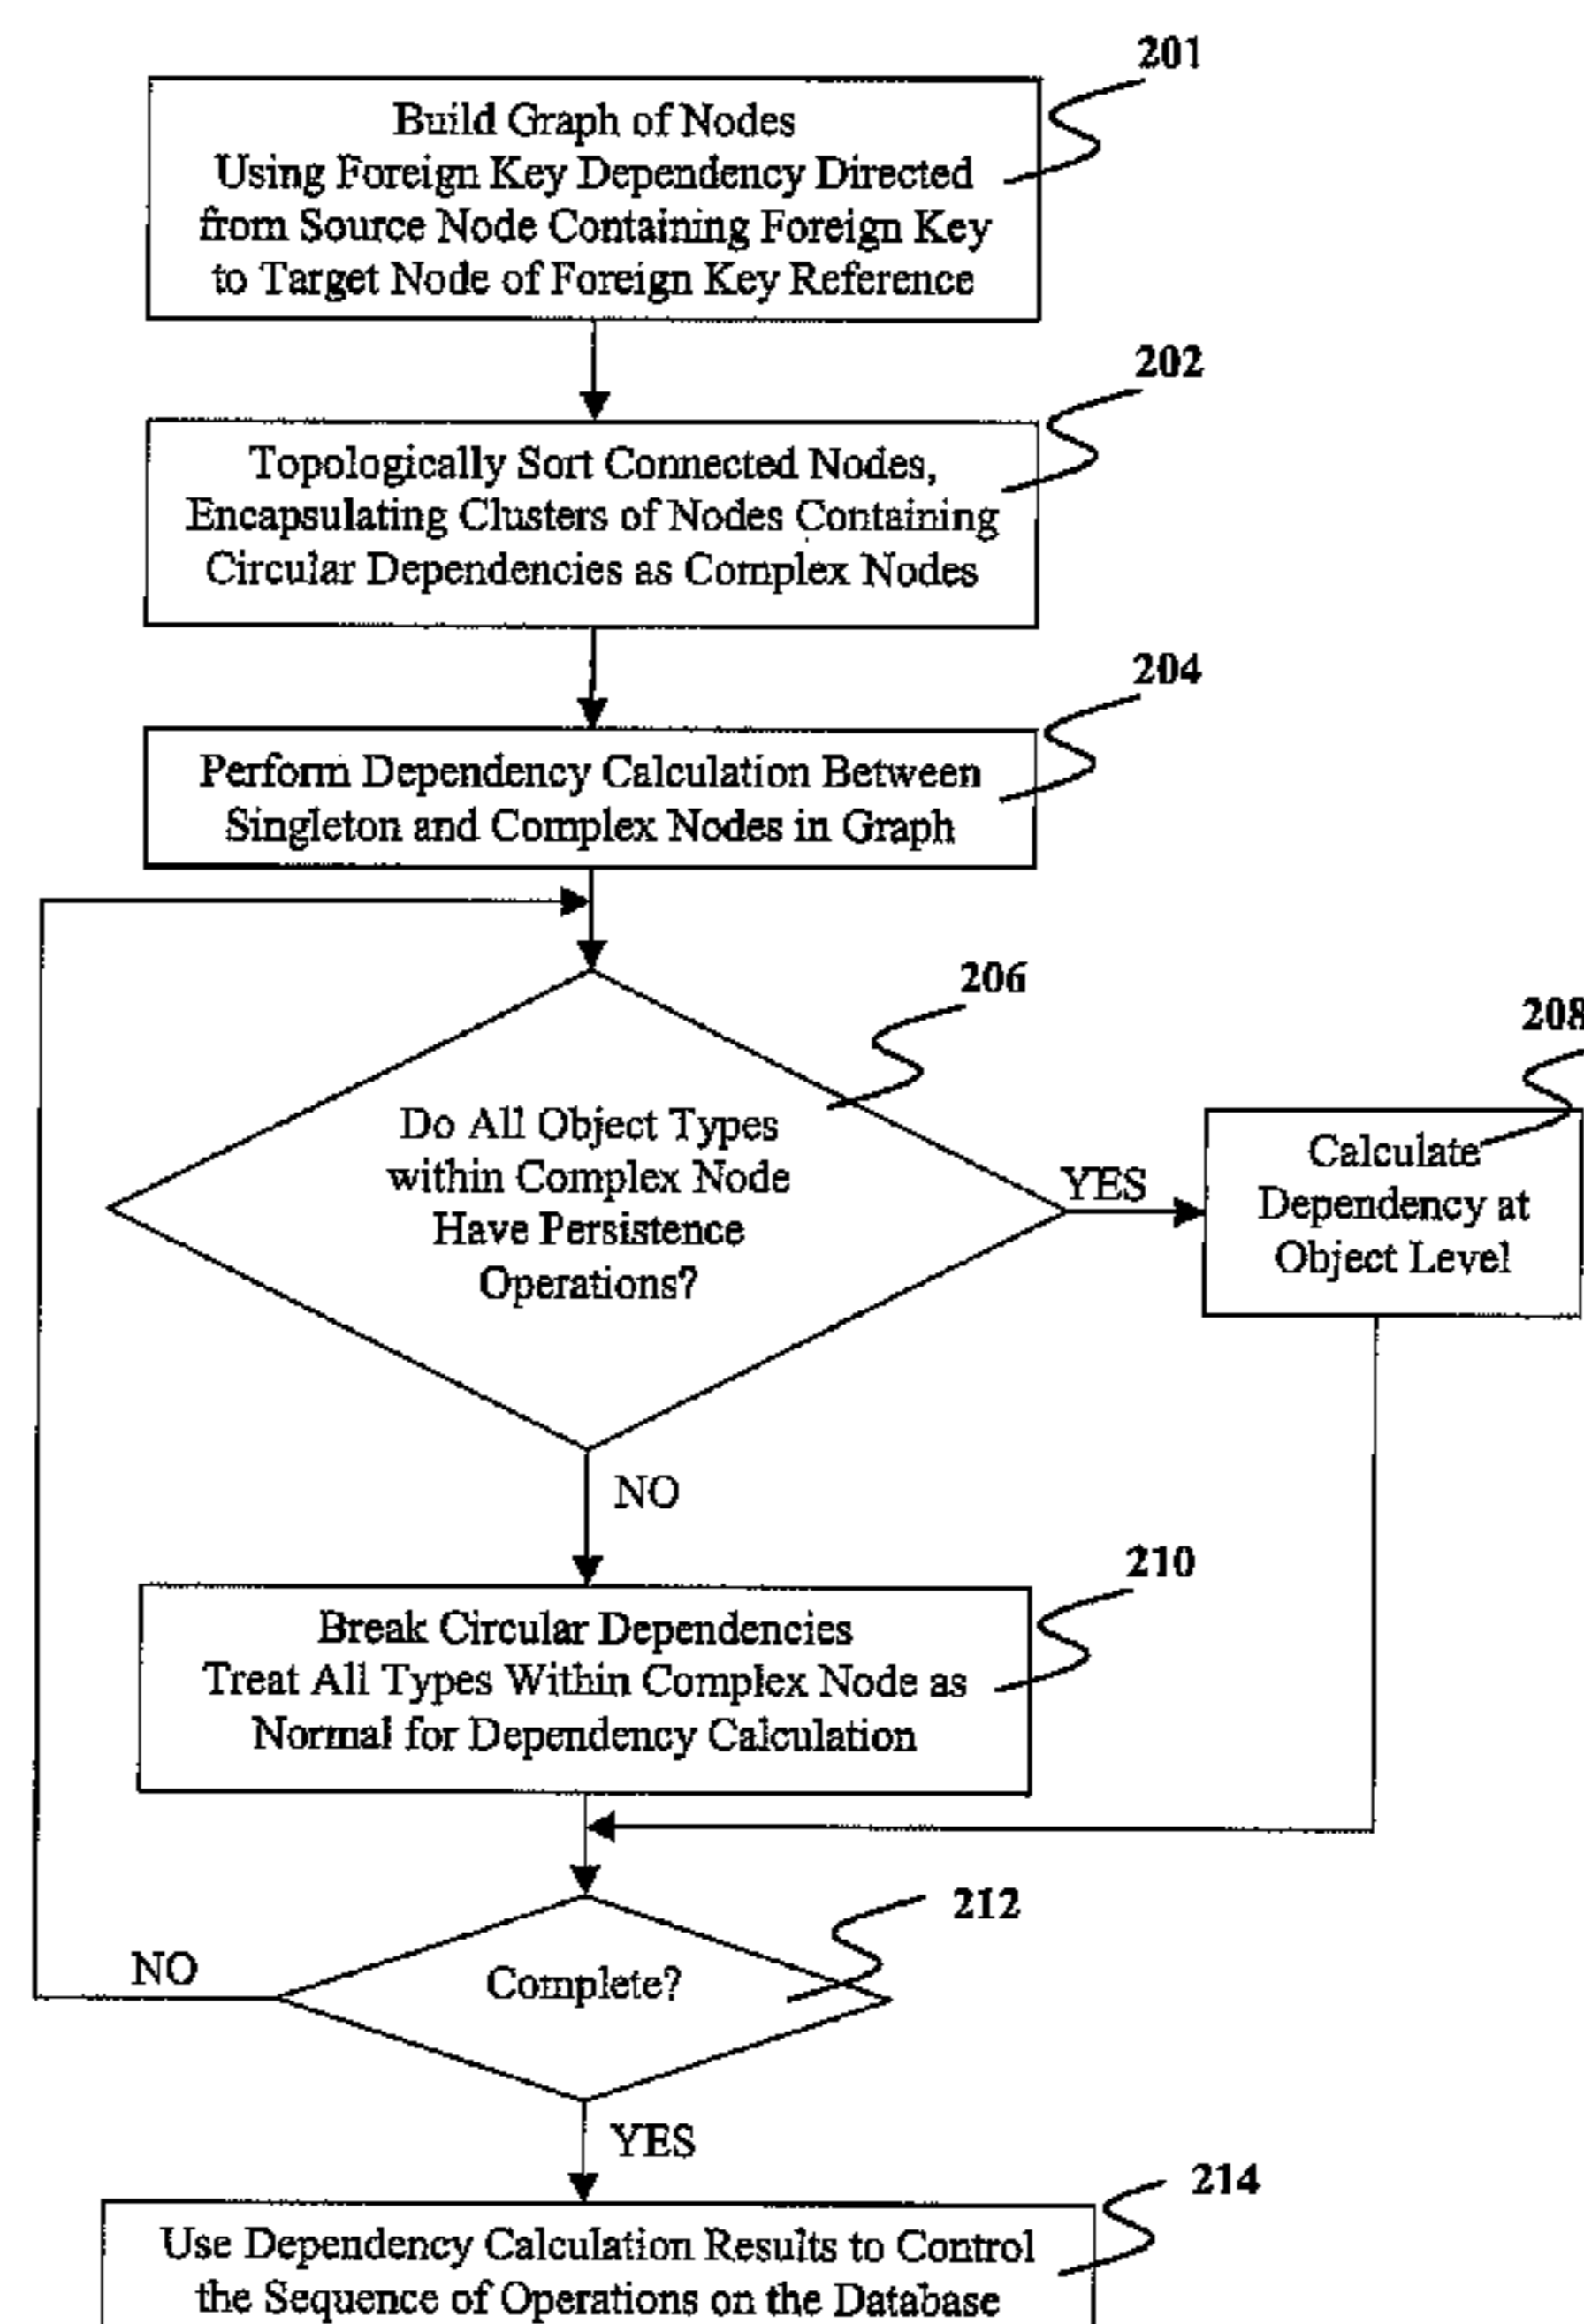 201
Build Graph of Nodes
Using Foreign Key Dependency Directed
from Source Node Containing Foreign Key
to Target Node of Foreign Key Reference
202
Topologically Sort Connected Nodes,
Encapsulating Clusters of Nodes Containing
Circular Dependencies as Complex Nodes
204
Perform Dependency Calculation Between
Singleton and Complex Nodes in Graph
206
Do All Object Types
within Complex Node
Have Persistence
Operations?
YES
208
Calculate
Dependency at
Object Level
NO
210
Break Circular Dependencies
Treat All Types Within Complex Node as
Normal for Dependency Calculation
212
Complete?
NO
YES
214
Use Dependency Calculation Results to Control
the Sequence of Operations on the Database